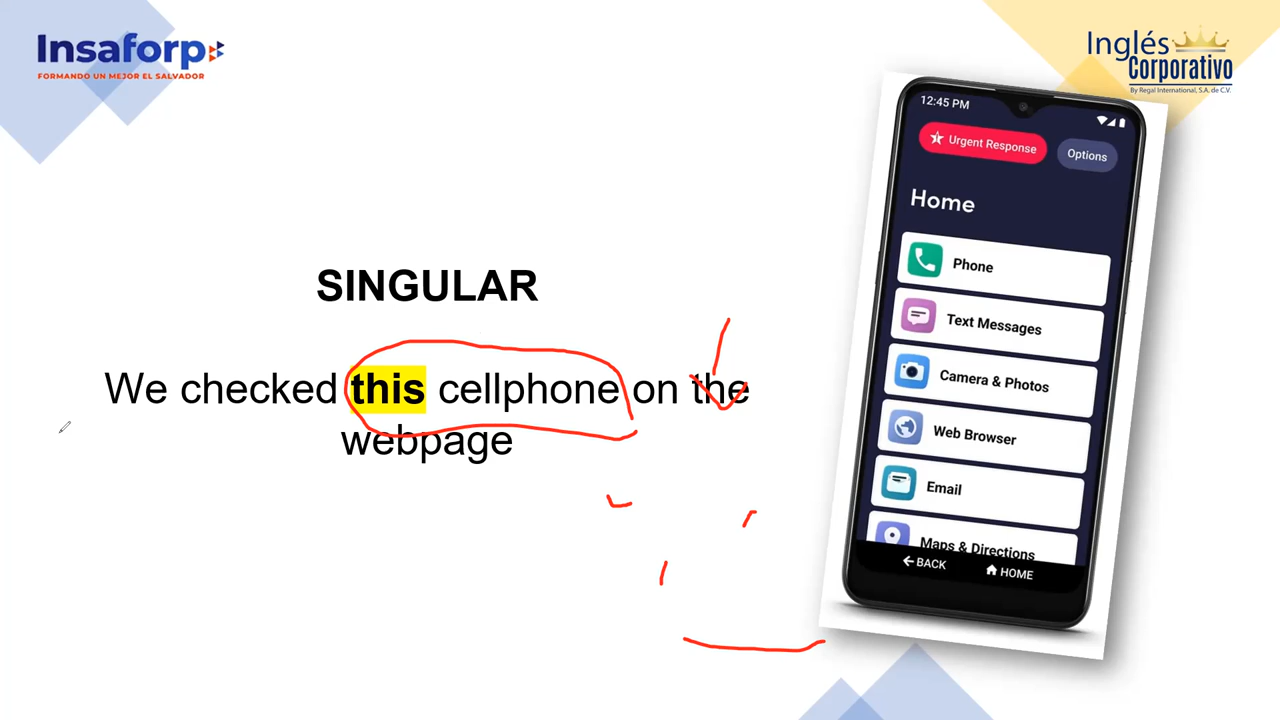 Insaforp
FORMANDO UN MEJOR EL SALVADOR
Inglés
Corporativo
By Regal International, S.A. de C.V.
SINGULAR
We checked this cellphone on the
webpage
12:45 PM
Urgent Response
Options
Home
Phone
Text Messages
Camera & Photos
Web Browser
Email
Maps & Directions
BACK
HOME